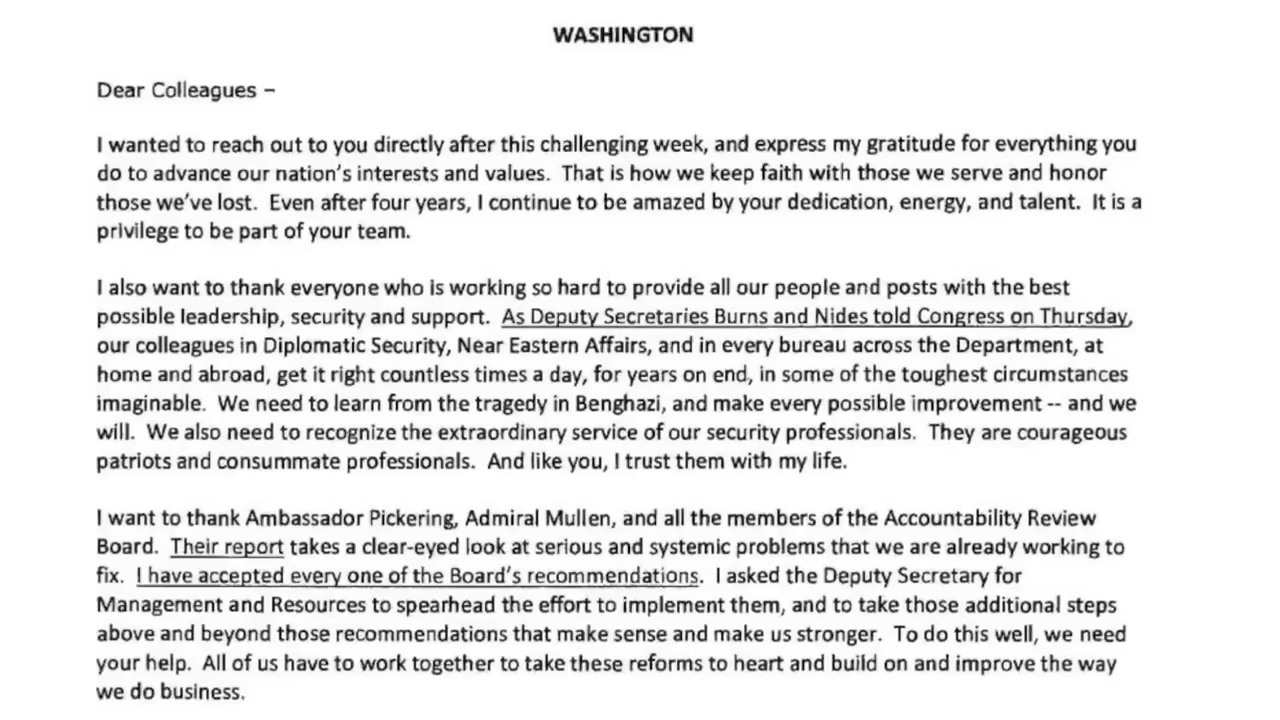 WASHINGTON
Dear Colleagues –
I wanted to reach out to you directly after this challenging week, and express my gratitude for everything you
do to advance our nation's interests and values.  That is how we keep faith with those we serve and honor
those we've lost.  Even after four years, I continue to be amazed by your dedication, energy, and talent.  It is a
privilege to be part of your team.
I also want to thank everyone who is working so hard to provide all our people and posts with the best
possible leadership, security and support.  As Deputy Secretaries Burns and Nides told Congress on Thursday,
our colleagues in Diplomatic Security, Near Eastern Affairs, and in every bureau across the Department, at
home and abroad, get it right countless times a day, for years on end, in some of the toughest circumstances
imaginable.  We need to learn from the tragedy in Benghazi, and make every possible improvement -- and we
will.  We also need to recognize the extraordinary service of our security professionals.  They are courageous
patriots and consummate professionals.  And like you, I trust them with my life.
I want to thank Ambassador Pickering, Admiral Mullen, and all the members of the Accountability Review
Board.  Their report takes a clear-eyed look at serious and systemic problems that we are already working to
fix.  I have accepted every one of the Board's recommendations.  I asked the Deputy Secretary for
Management and Resources to spearhead the effort to implement them, and to take those additional steps
above and beyond those recommendations that make sense and make us stronger.  To do this well, we need
your help.  All of us have to work together to take these reforms to heart and build on and improve the way
we do business.